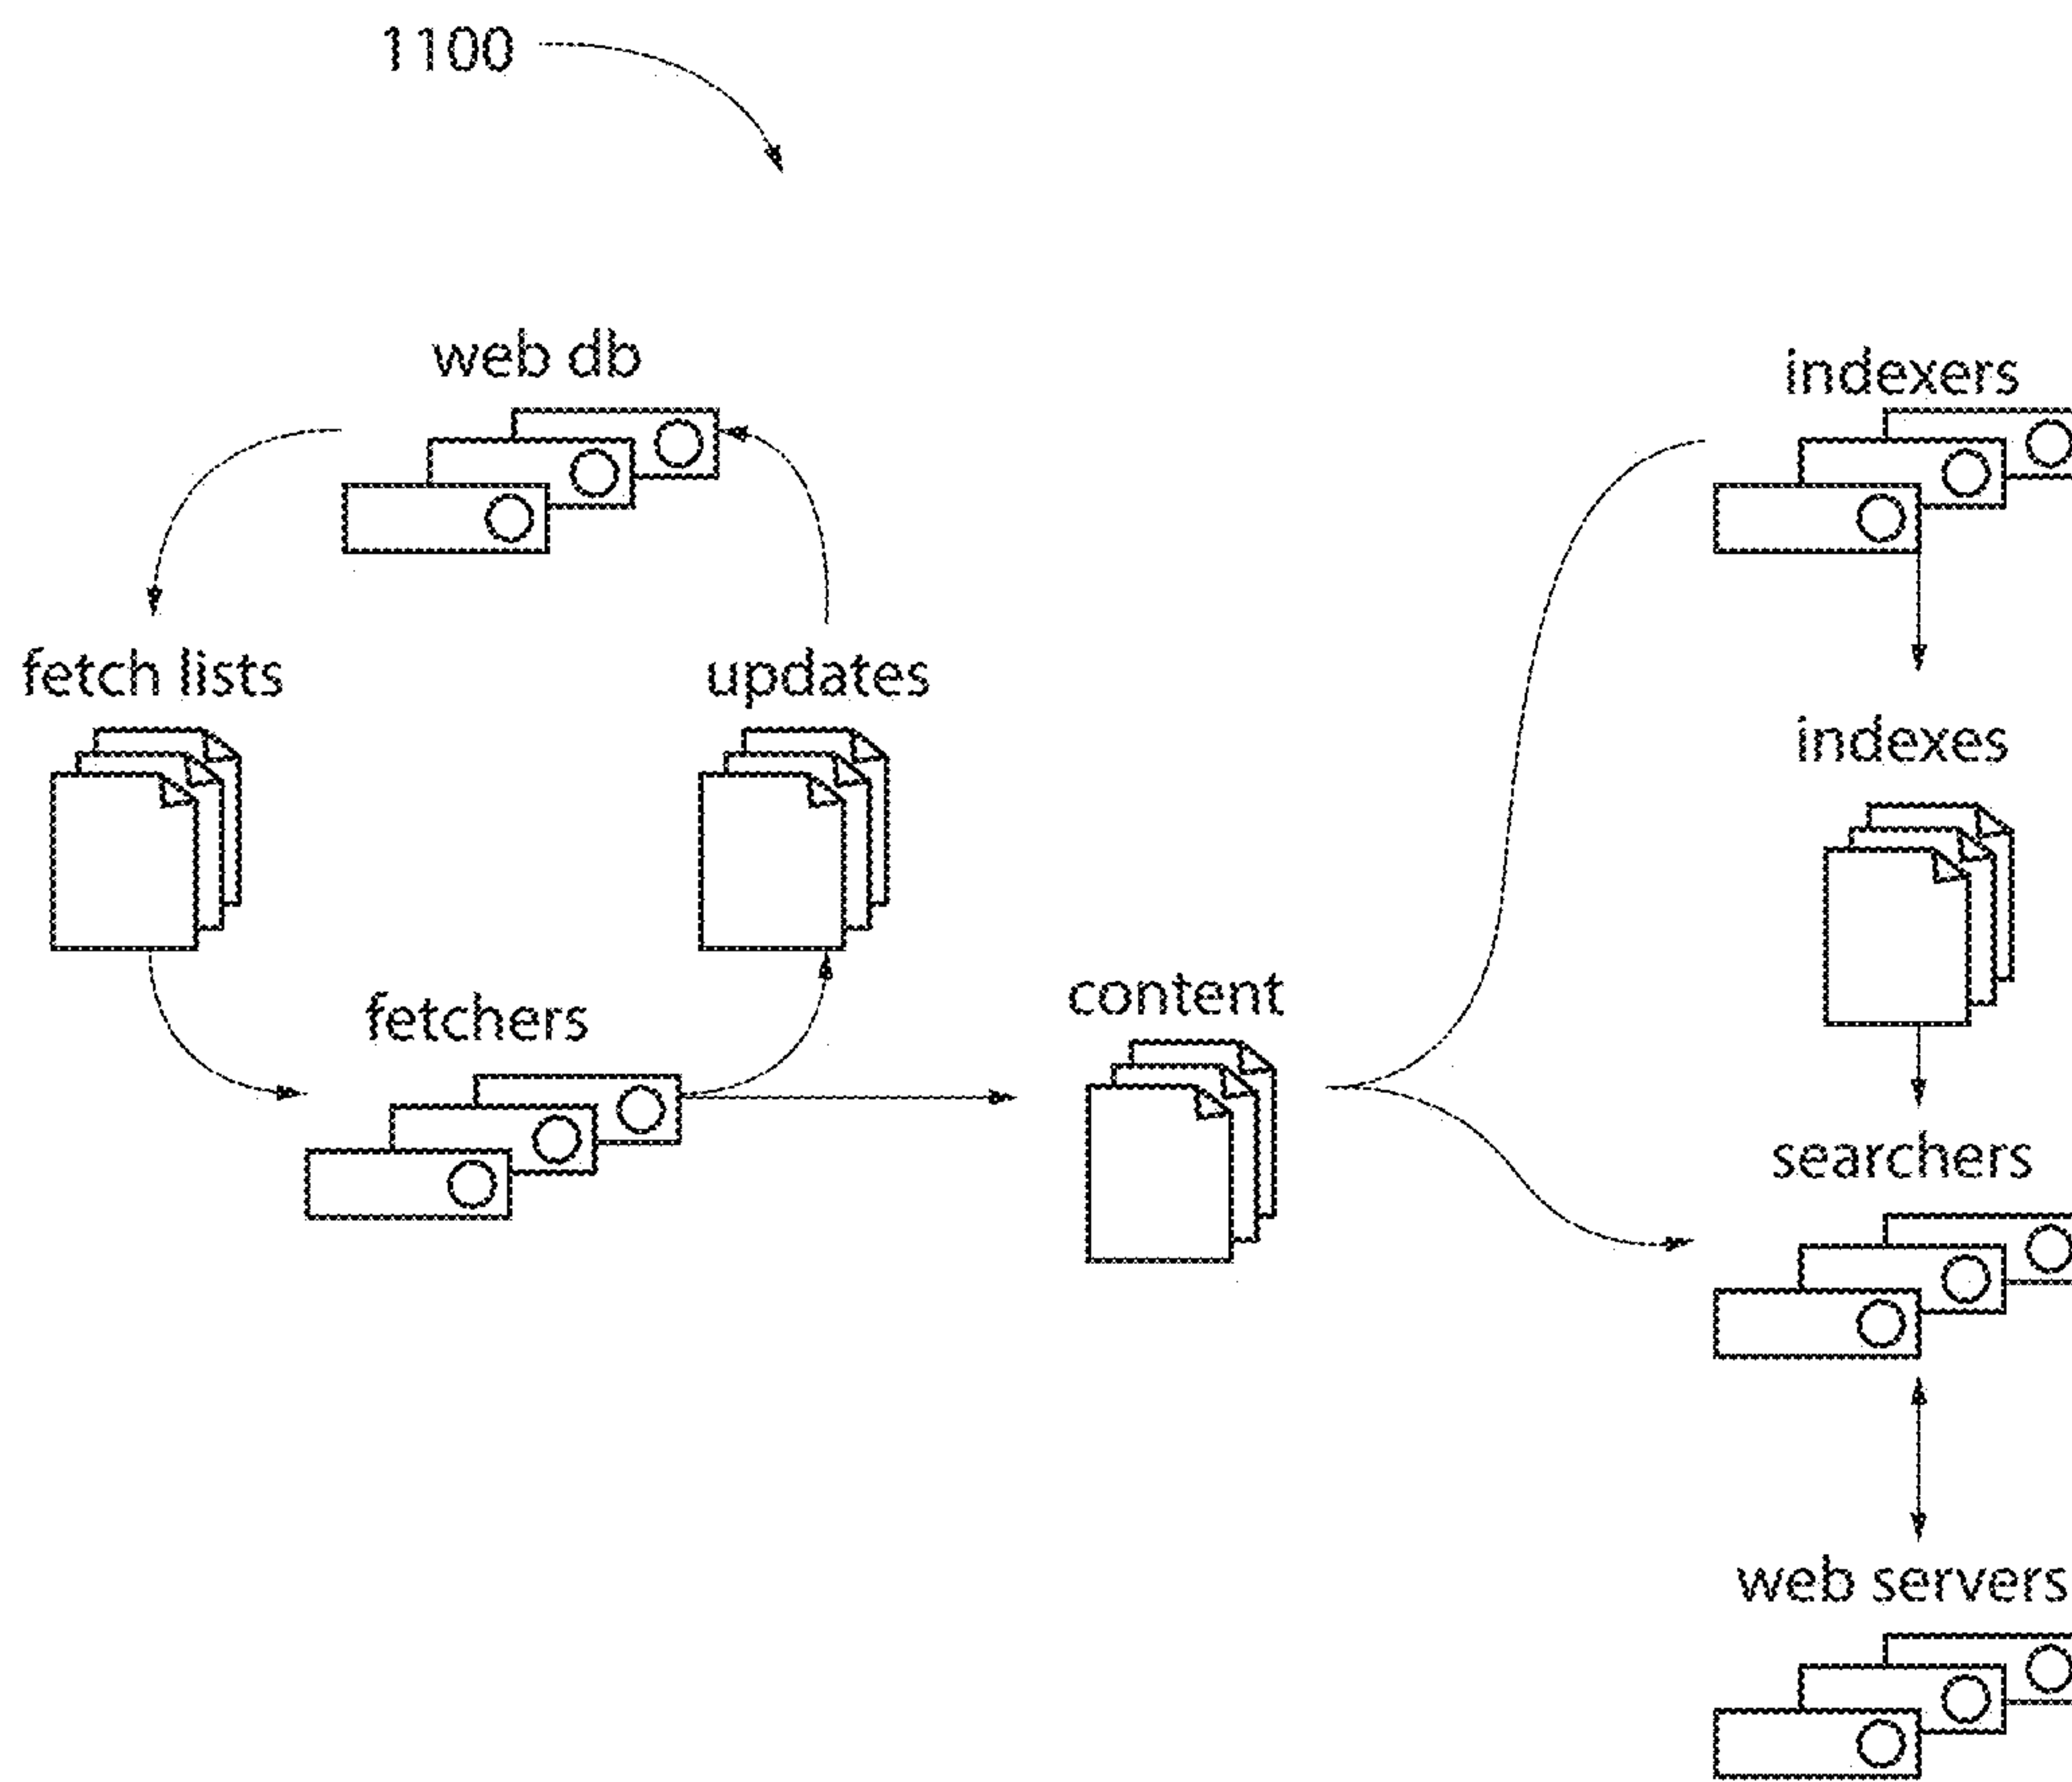 1100
web db
indexers
fetch lists
updates
indexes
fetchers
content
searchers
web servers